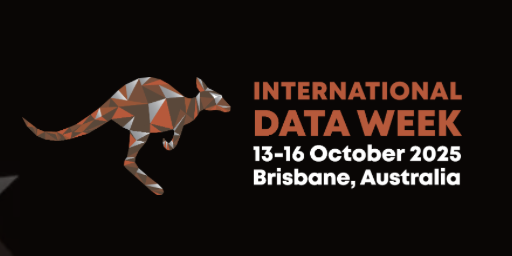 INTERNATIONAL
DATA WEEK
13-16 October 2025
Brisbane, Australia